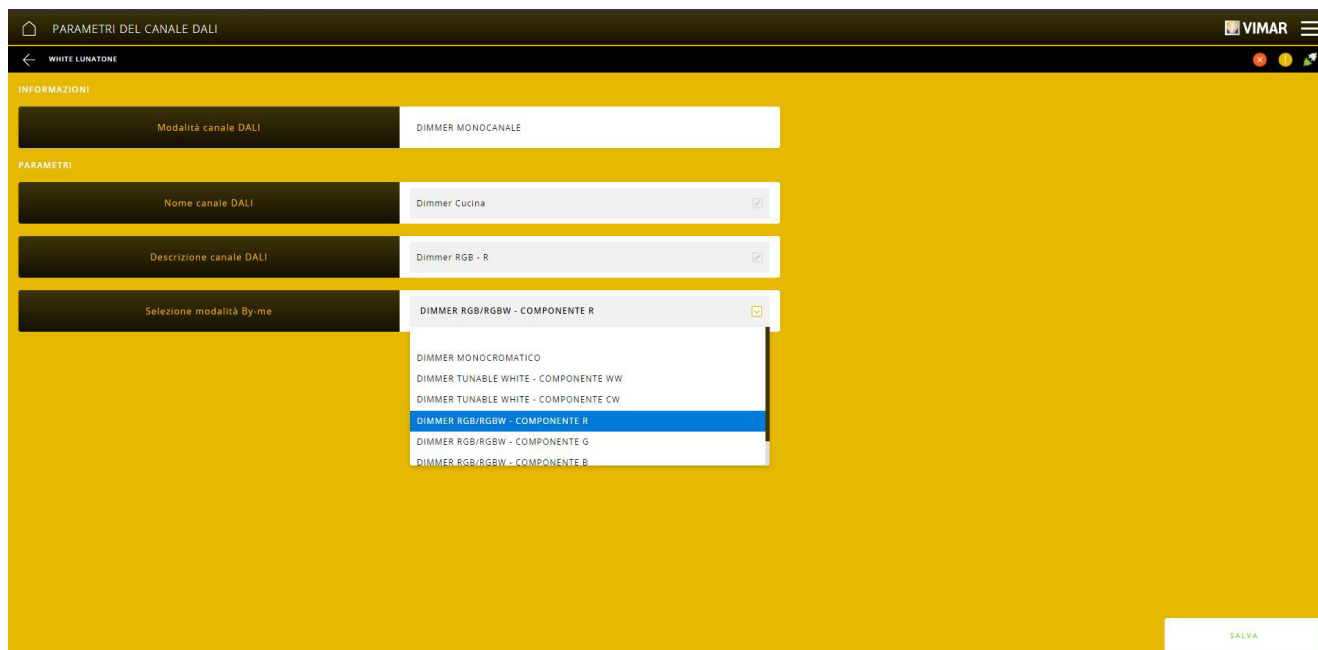 PARAMETRI DEL CANALE DALI
VIMAR
WHITE LUNATONE
INFORMAZIONI
Modalità canale DALI
DIMMER MONOCANALE
PARAMETRI
Nome canale DALI
Dimmer Cucina
Descrizione canale DALI
Dimmer RGB - R
Selezione modalità By-me
DIMMER RGB/RGBW - COMPONENTE R
DIMMER MONOCROMATICO
DIMMER TUNABLE WHITE - COMPONENTE WW
DIMMER TUNABLE WHITE - COMPONENTE CW
DIMMER RGB/RGBW - COMPONENTE R
DIMMER RGB/RGBW - COMPONENTE G
DIMMER RGB/RGBW - COMPONENTE B
SALVA